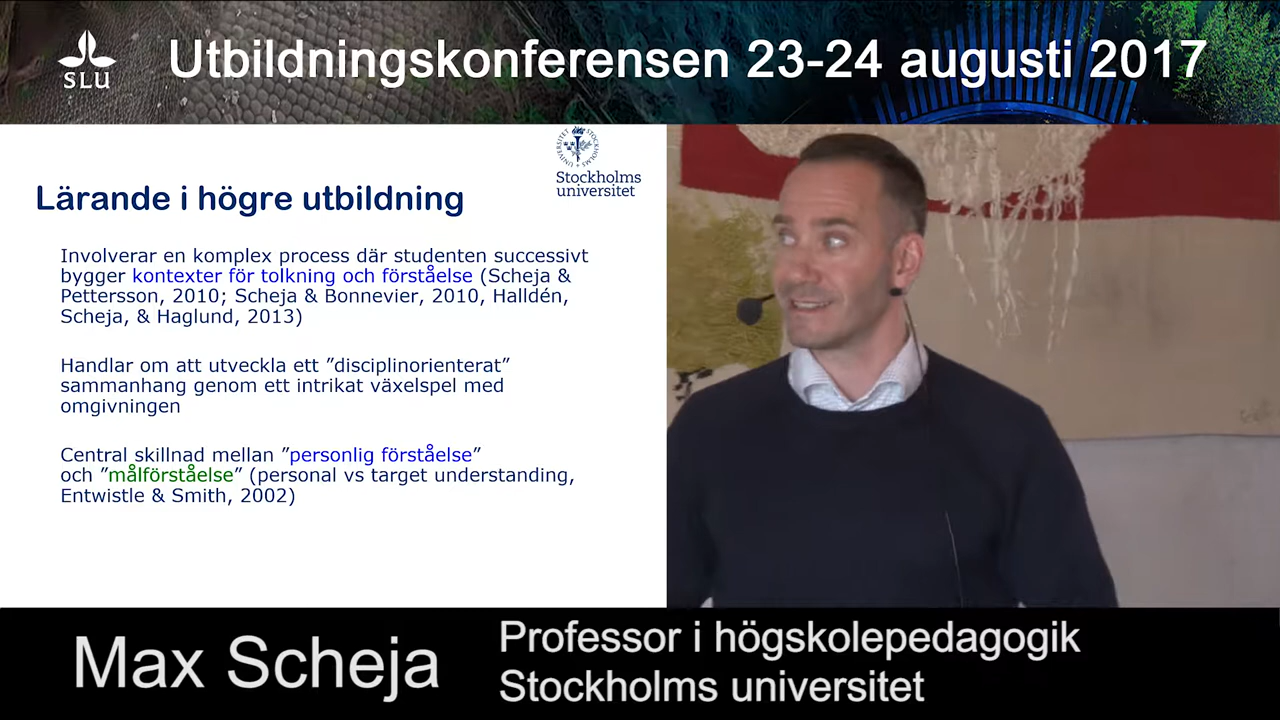 SLU
Utbildningskonferensen 23-24 augusti 2017
Stockholms
universitet
Lärande i högre utbildning
Involverar en komplex process där studenten successivt
bygger kontexter för tolkning och förståelse (Scheja &
Pettersson, 2010; Scheja & Bonnevier, 2010, Halldén,
Scheja, & Haglund, 2013)
Handlar om att utveckla ett ”disciplinorienterat”
sammanhang genom ett intrikat växelspel med
omgivningen
Central skillnad mellan ”personlig förståelse”
och ”målförståelse” (personal vs target understanding,
Entwistle & Smith, 2002)
Max Scheja
Professor i högskolepedagogik
Stockholms universitet